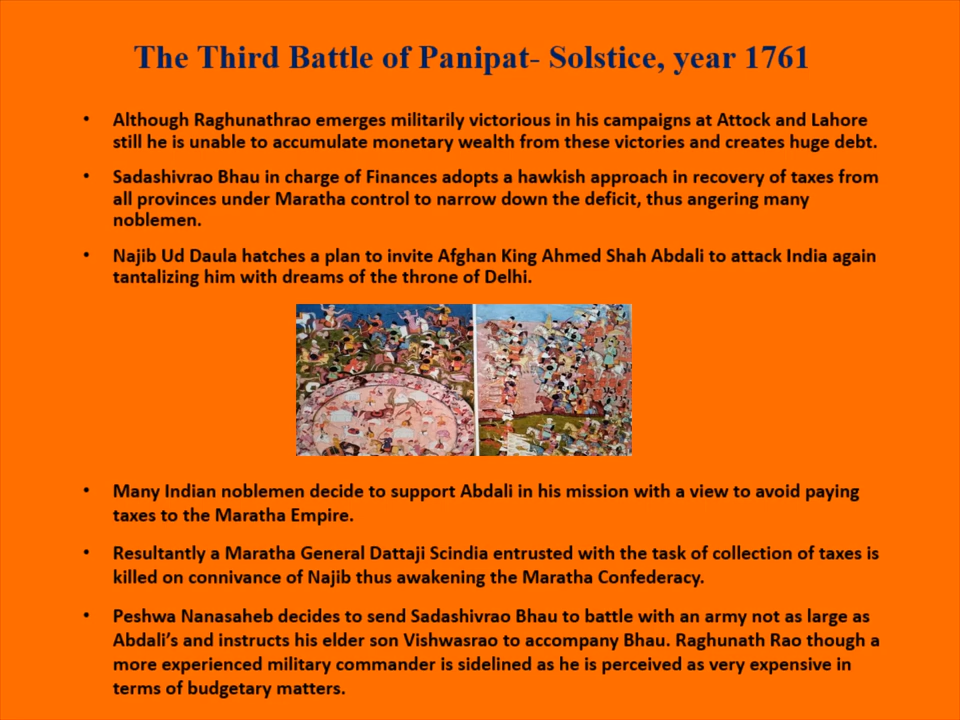 The Third Battle of Panipat- Solstice, year 1761
• Although Raghunathrao emerges militarily victorious in his campaigns at Attock and Lahore
still he is unable to accumulate monetary wealth from these victories and creates huge debt.
• Sadashivrao Bhau in charge of Finances adopts a hawkish approach in recovery of taxes from
all provinces under Maratha control to narrow down the deficit, thus angering many
noblemen.
• Najib Ud Daula hatches a plan to invite Afghan King Ahmed Shah Abdali to attack India again
tantalizing him with dreams of the throne of Delhi.
• Many Indian noblemen decide to support Abdali in his mission with a view to avoid paying
taxes to the Maratha Empire.
• Resultantly a Maratha General Dattaji Scindia entrusted with the task of collection of taxes is
killed on connivance of Najib thus awakening the Maratha Confederacy.
• Peshwa Nanasaheb decides to send Sadashivrao Bhau to battle with an army not as large as
Abdali’s and instructs his elder son Vishwasrao to accompany Bhau. Raghunath Rao though a
more experienced military commander is sidelined as he is perceived as very expensive in
terms of budgetary matters.